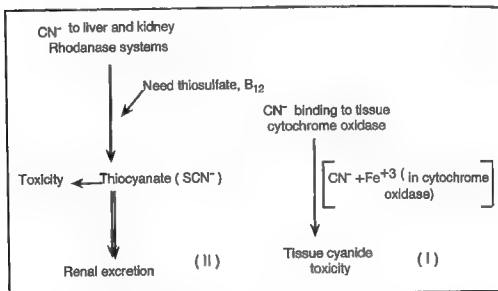 CN⁻ to liver and kidney
Rhodanase systems
Need thiosulfate, B₁₂
CN⁻ binding to tissue
cytochrome oxidase
Toxicity
Thiocyanate ( SCN⁻ )
CN⁻ +Fe⁺³ ( in cytochrome
oxidase)
Renal excretion
( II )
Tissue cyanide
toxicity
( I )